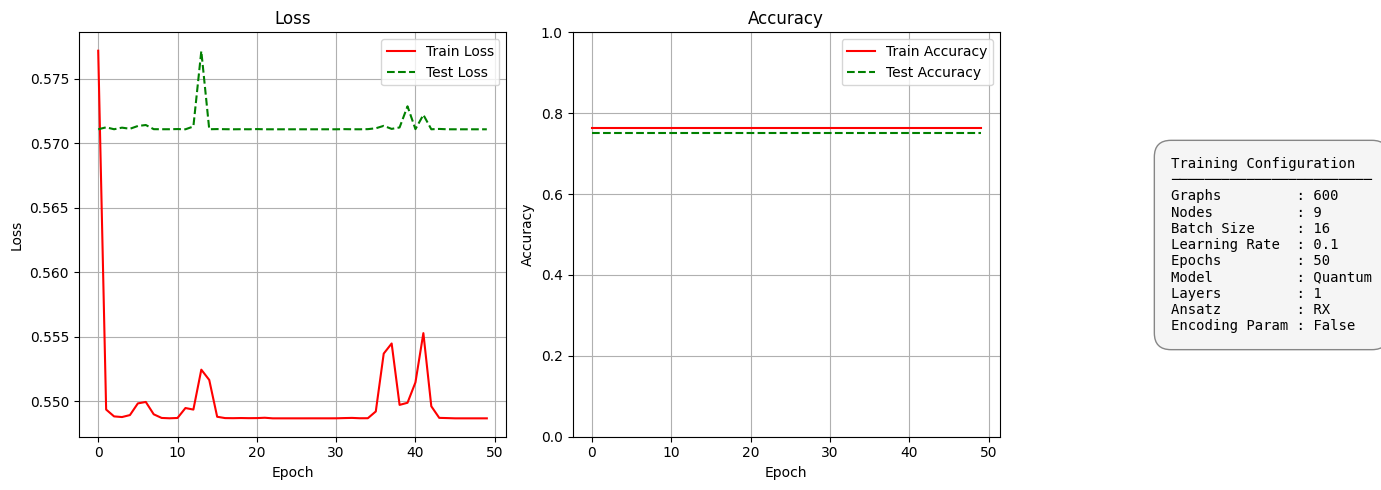 Loss
Train Loss
Test Loss
0.575
0.570
0.565
0.560
0.555
0.550
Loss
0
10
20
30
40
50
Epoch
Accuracy
Train Accuracy
Test Accuracy
1.0
0.8
0.6
0.4
0.2
0.0
Accuracy
0
10
20
30
40
50
Epoch
Training Configuration
Graphs : 600
Nodes : 9
Batch Size : 16
Learning Rate : 0.1
Epochs : 50
Model : Quantum
Layers : 1
Ansatz : RX
Encoding Param : False